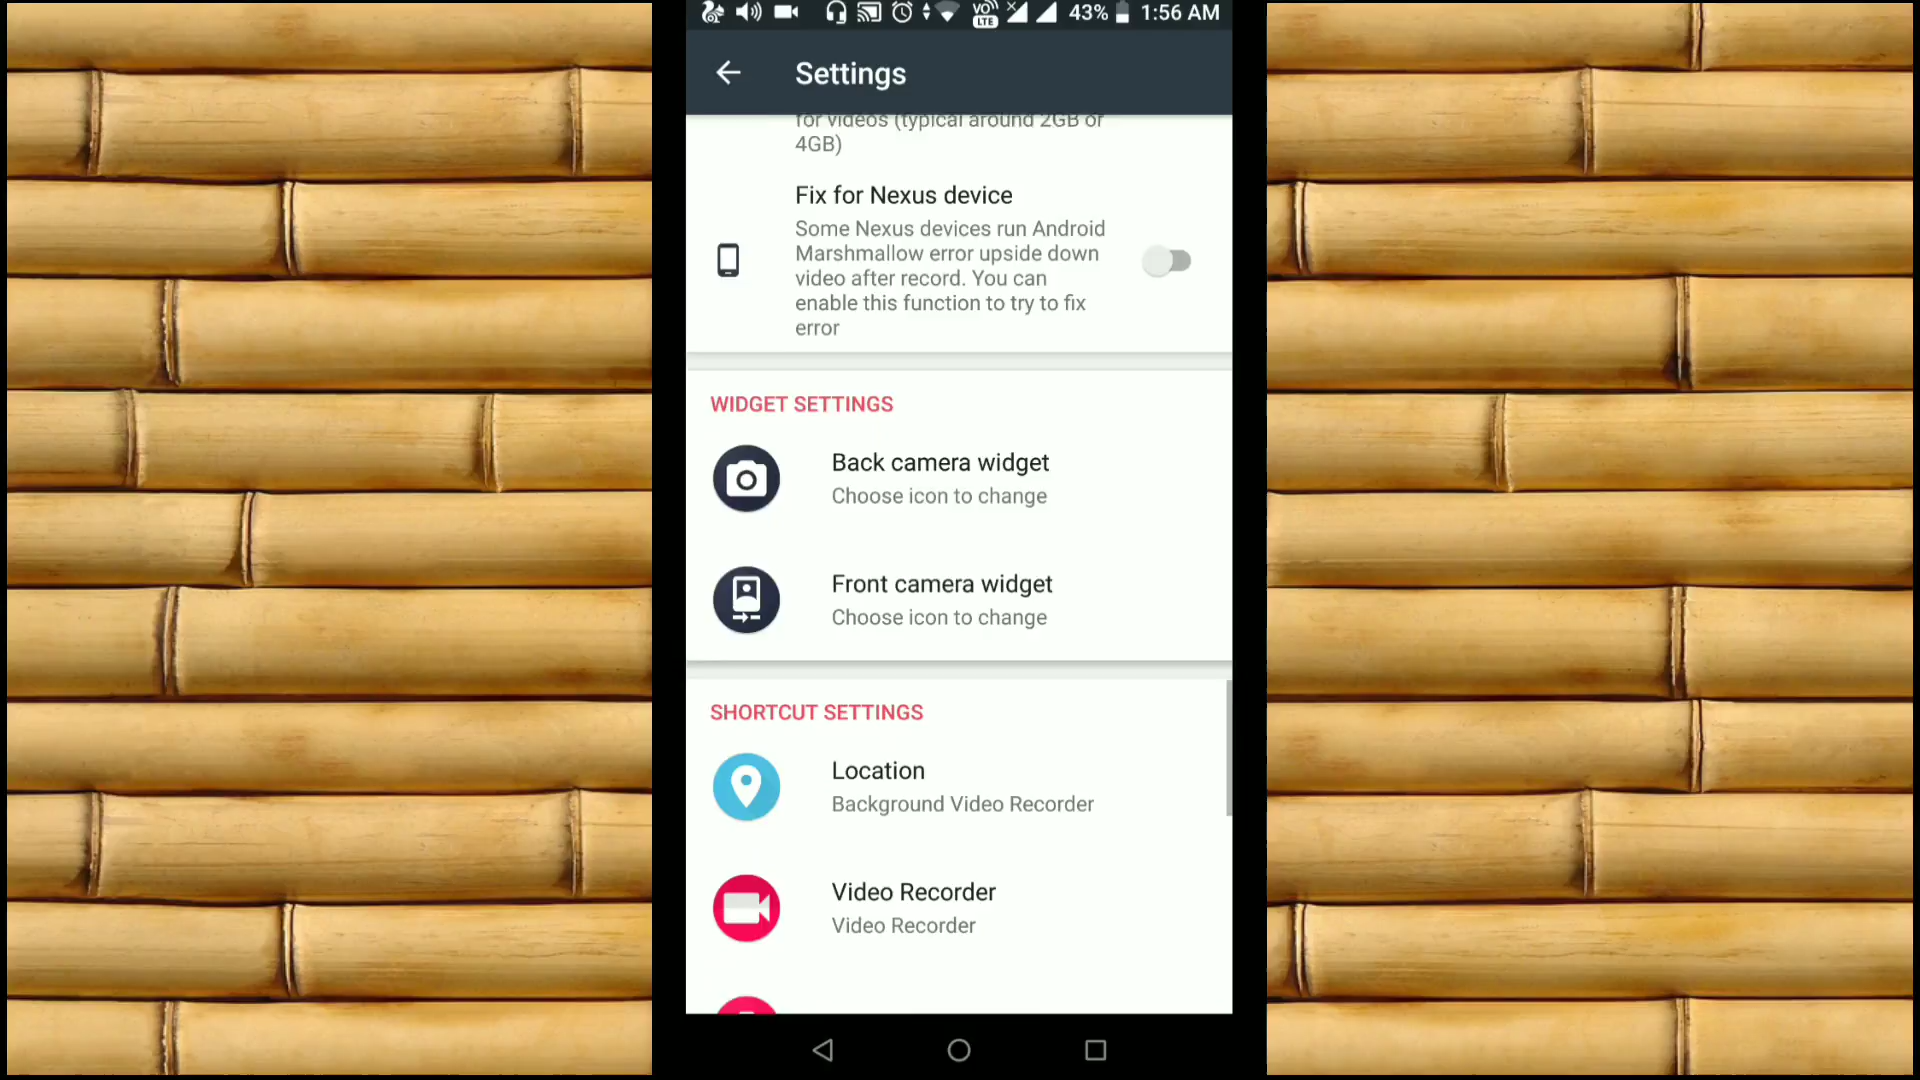 VO LTE 43% 1:56 AM
Settings
for videos (typical around 2GB or
4GB)
Fix for Nexus device
Some Nexus devices run Android
Marshmallow error upside down
video after record. You can
enable this function to try to fix
error
WIDGET SETTINGS
Back camera widget
Choose icon to change
Front camera widget
Choose icon to change
SHORTCUT SETTINGS
Location
Background Video Recorder
Video Recorder
Video Recorder